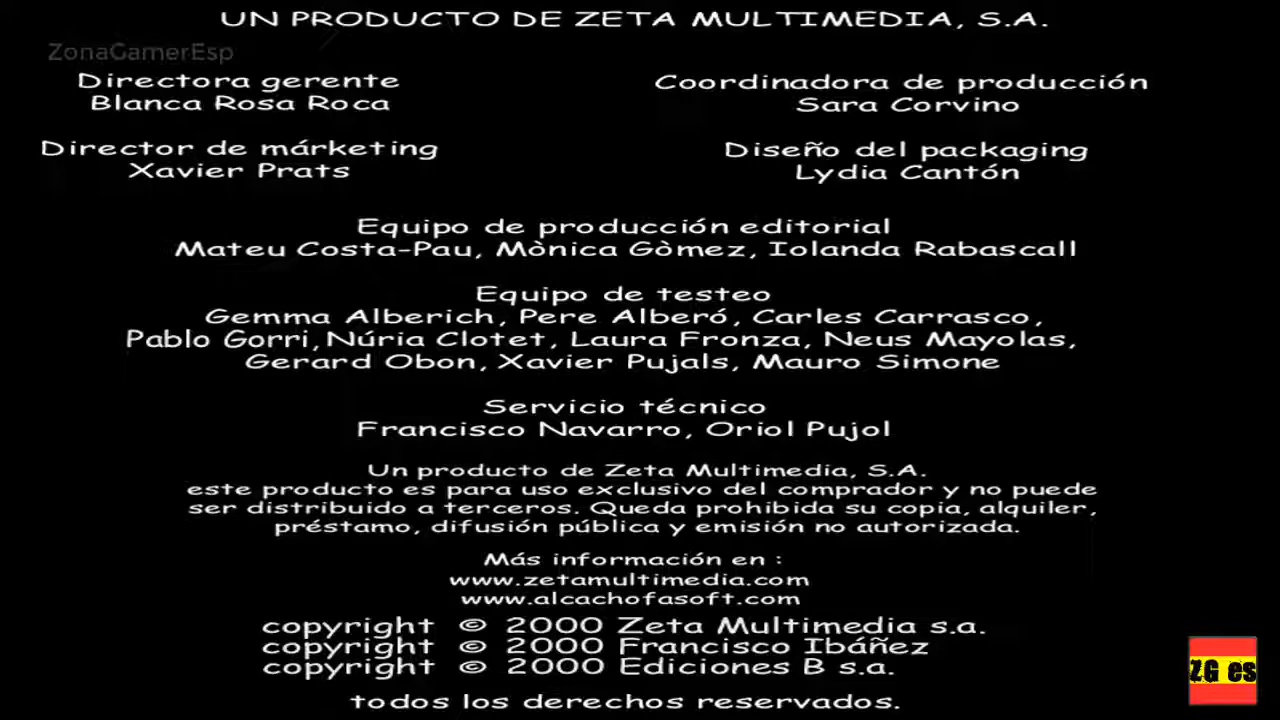 UN PRODUCTO DE ZETA MULTIMEDIA, S.A.
ZonaGamerEsp
Directora gerente
Blanca Rosa Roca
Coordinadora de producción
Sara Corvino
Director de márketing
Xavier Prats
Diseño del packaging
Lydia Cantón
Equipo de producción editorial
Mateu Costa-Pau, Mònica Gòmez, Iolanda Rabascall
Equipo de testeo
Gemma Alberich, Pere Alberó, Carles Carrasco,
Pablo Gorri, Núria Clotet, Laura Fronza, Neus Mayolas,
Gerard Obon, Xavier Pujals, Mauro Simone
Servicio técnico
Francisco Navarro, Oriol Pujol
Un producto de Zeta Multimedia, S.A.
este producto es para uso exclusivo del comprador y no puede
ser distribuido a terceros. Queda prohibida su copia, alquiler,
préstamo, difusión pública y emisión no autorizada.
Más información en :
www.zetamultimedia.com
www.alcachofasoft.com
copyright © 2000 Zeta Multimedia s.a.
copyright © 2000 Francisco Ibáñez
copyright © 2000 Ediciones B s.a.
todos los derechos reservados.
ZG es